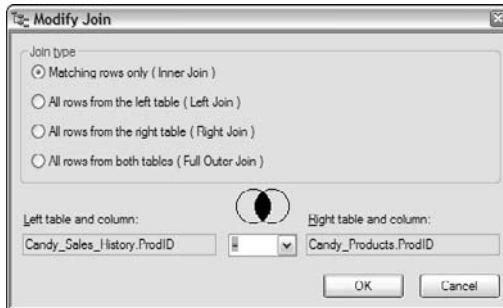 Modify Join
Join type
Matching rows only ( Inner Join )
All rows from the left table ( Left Join )
All rows from the right table ( Right Join )
All rows from both tables ( Full Outer Join )
Left table and column:
Right table and column:
Candy_Sales_History.ProdID
=
Candy_Products.ProdID
OK
Cancel